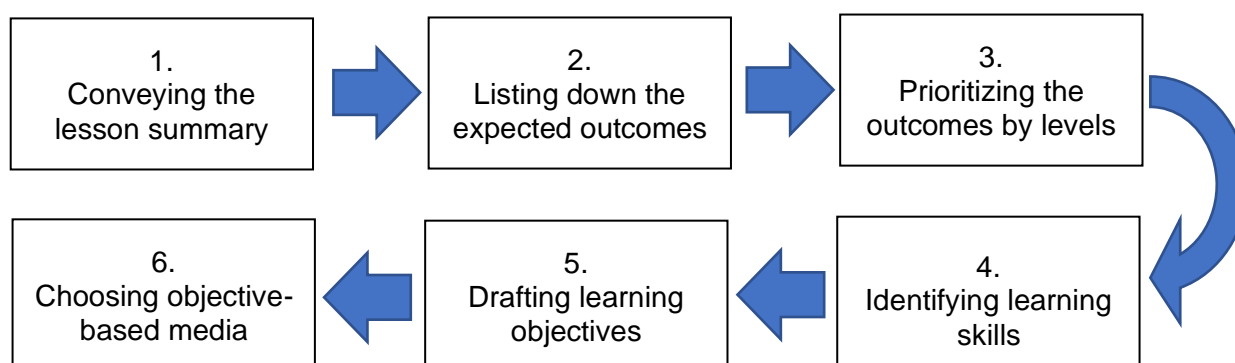 1.
Conveying the
lesson summary
2.
Listing down the
expected outcomes
3.
Prioritizing the
outcomes by levels
4.
Identifying learning
skills
5.
Drafting learning
objectives
6.
Choosing objective-
based media